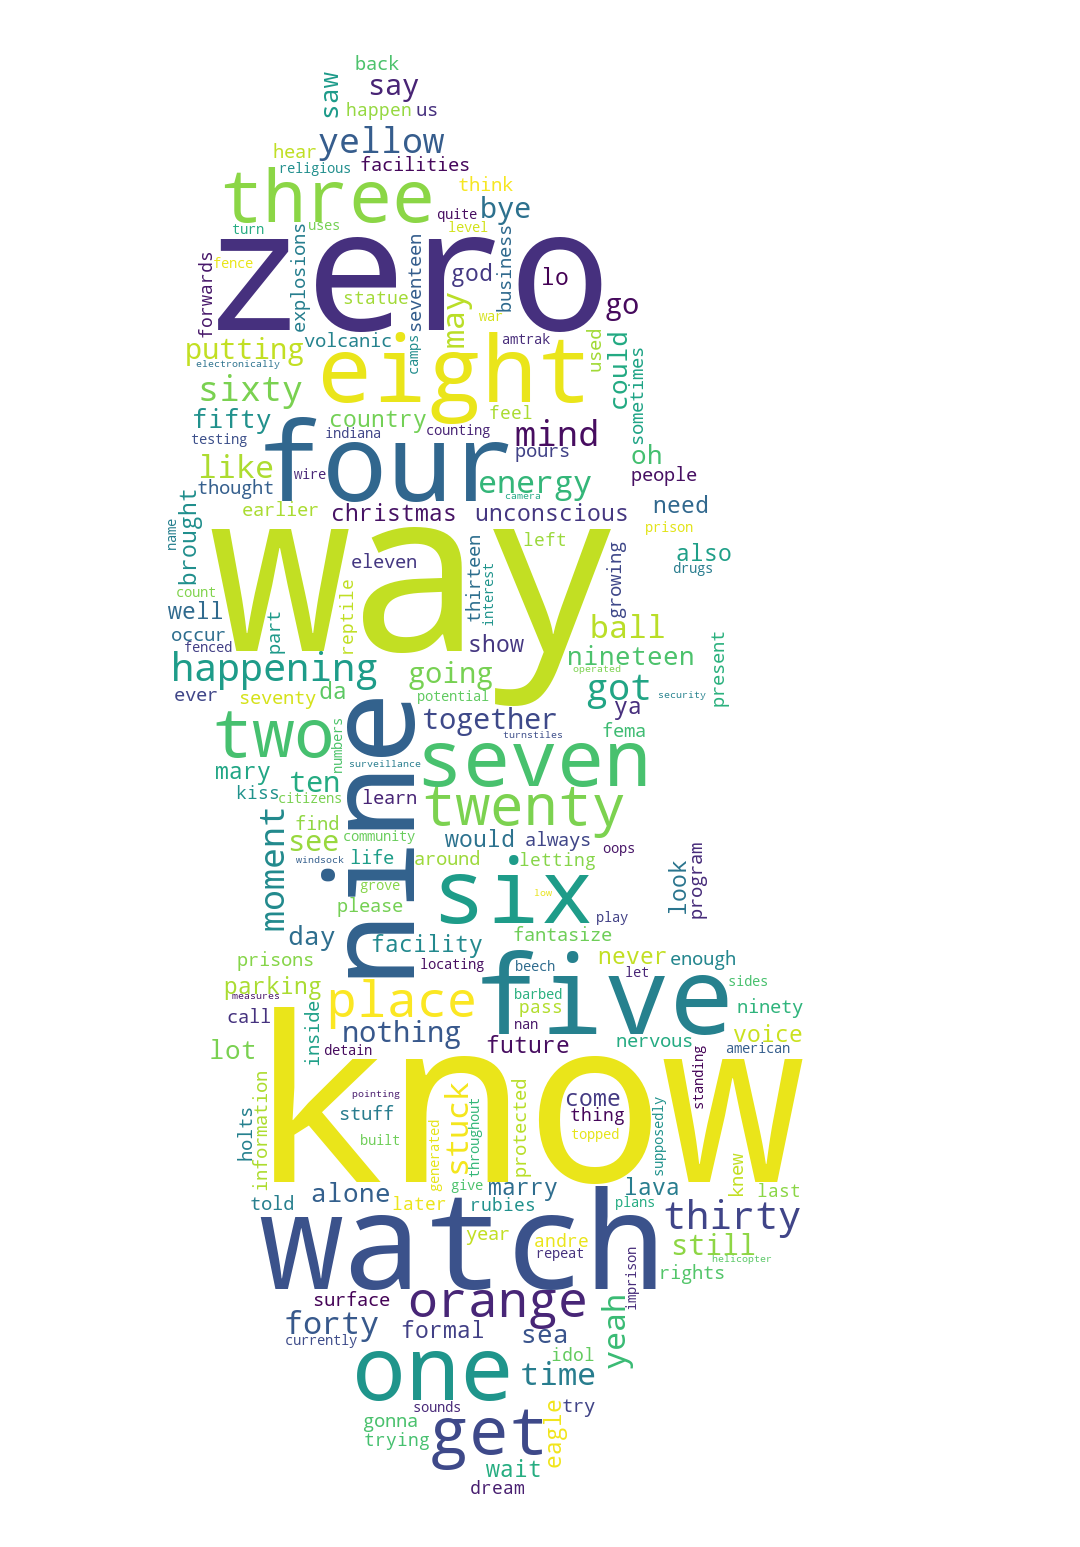 back
say
saw
happen us
yellow
hear
religious facilities
three
think
quite bye
turn uses level
zero
fence
forwards
explosions
statue
seventeen
god
business
lo
may
war
go
putting
volcanic
camps
amtrak
used
could
sometimes
electronically
eight
sixty
fifty
country
feel
testing
indiana
counting
mind
oh
like
four
pours
wire
energy
people
thought
camera
brought
earlier
christmas
unconscious
need
name
prison
way
left
also
eleven
thirteen
interest
growing
drugs
count
reptile
well
part
ball
occur
show
fenced
nineteen
present
happening
going
operated
ever
seventy
da
potential
got
security
ya
two
nine
together
turnstiles
fema
numbers
surveillance
seven
mary
ten
kiss
citizens
learn
twenty
moment
find
see
community
would
always
oops
windsock
life
around
letting
look
program
grove
six
low
please
play
day
facility
fantasize
prisons
locating
beech
never
enough
let
parking
measures
place
five
barbed
pass
sides
ninety
call
inside
nothing
nan
voice
lot
detain
future
nervous
american
standing
know
information
holts
pointing
stuff
built
stuck
generated
throughout
protected
come
thing
topped
supposedly
knew
told
alone
later
give
marry
rubies
lava
plans
last
watch
thirty
year
andre
repeat
still
helicopter
imprison
rights
surface
orange
forty
currently
formal
sea
yeah
one
idol
time
sounds
gonna
trying
get
eagle
try
wait
dream